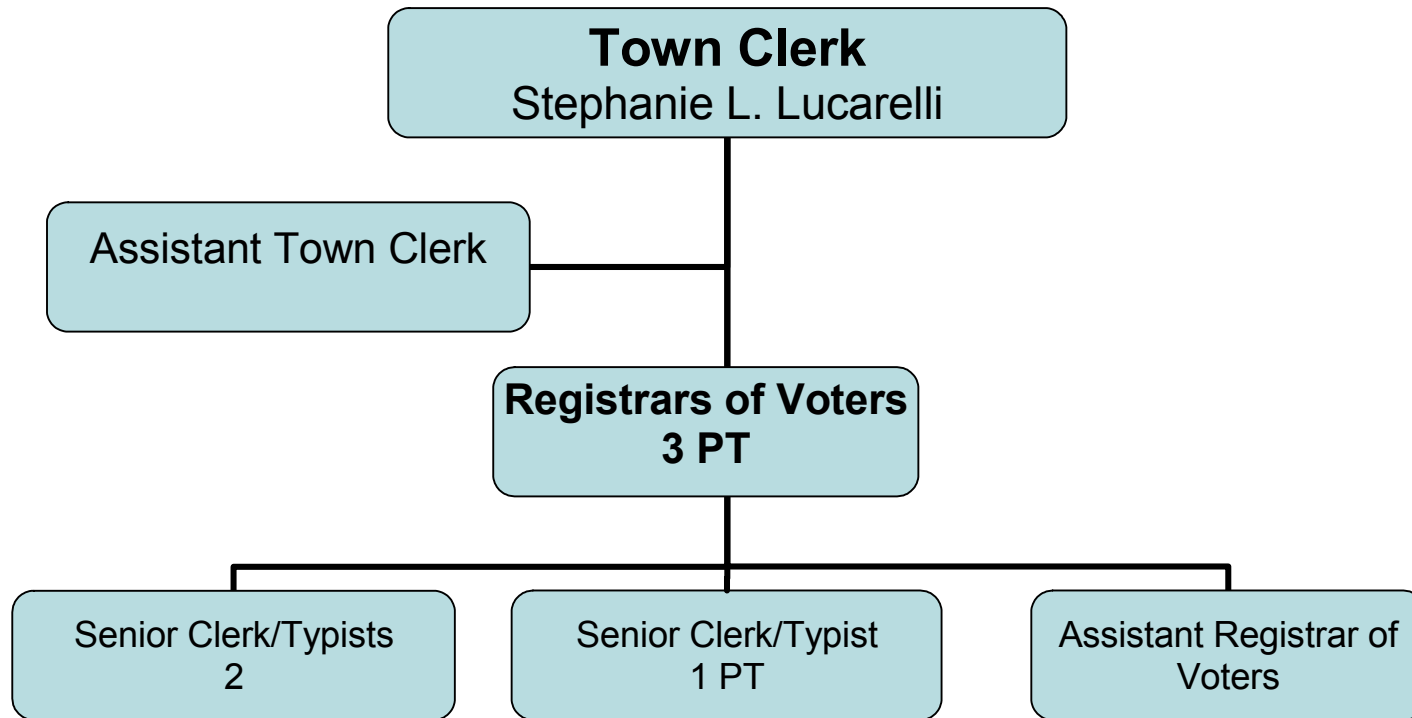 Town Clerk
Stephanie L. Lucarelli
Assistant Town Clerk
Registrars of Voters
3 PT
Senior Clerk/Typists
2
Senior Clerk/Typist
1 PT
Assistant Registrar of
Voters